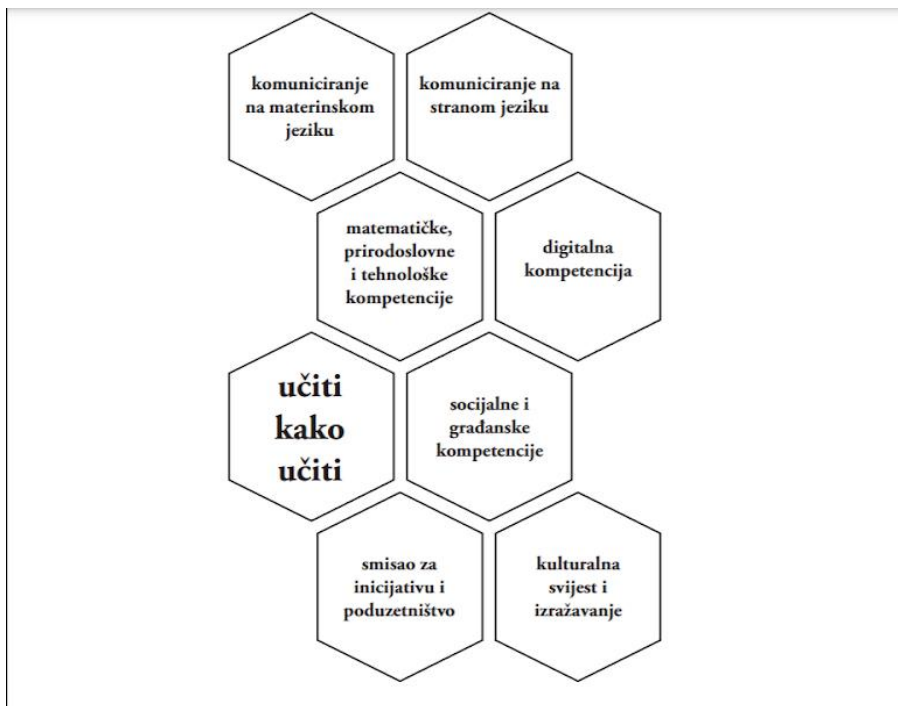 komuniciranje
na materinskom
jeziku
komuniciranje na
stranom jeziku
matematičke,
prirodoslovne
i tehnološke
kompetencije
digitalna
kompetencija
učiti
kako
učiti
socijalne i
građanske
kompetencije
smisao za
inicijativu i
poduzetništvo
kulturalna
svijest i
izražavanje